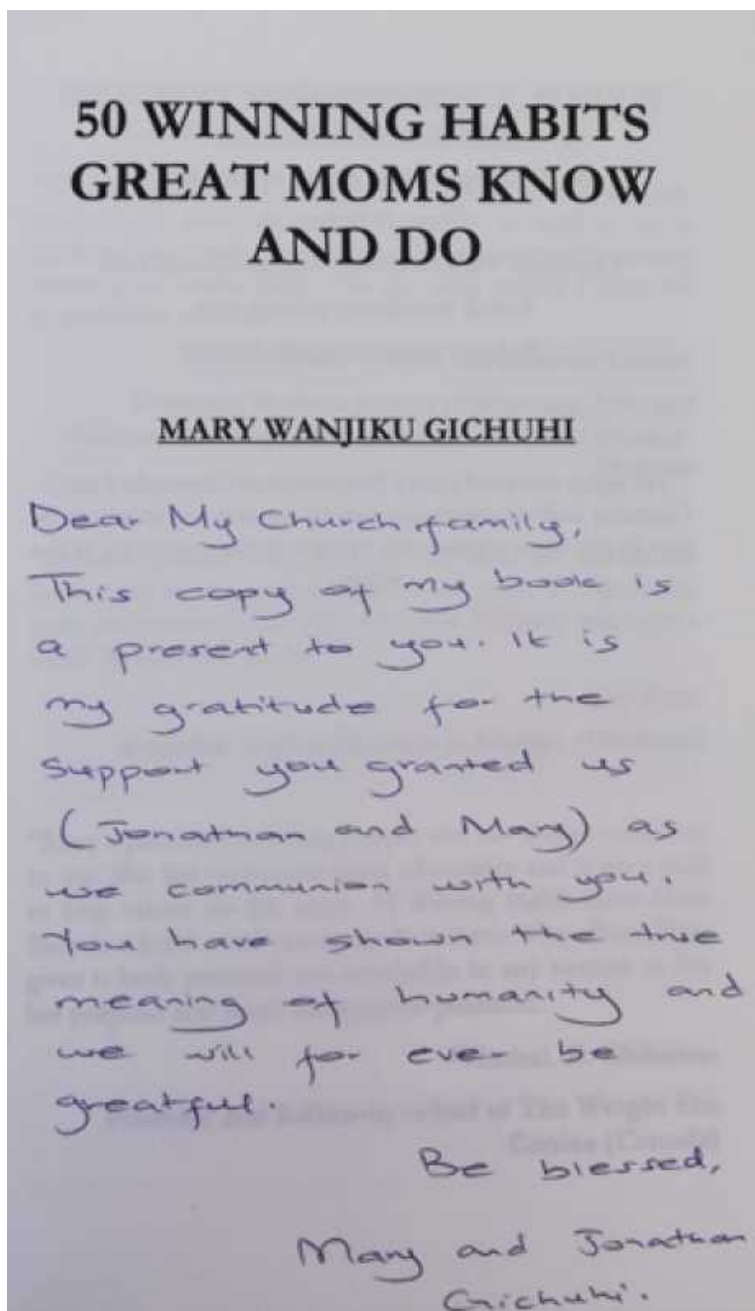 50 WINNING HABITS
GREAT MOMS KNOW
AND DO
MARY WANJIKU GICHUHI
Dear My Church family,
This copy of my book is
a present to you. It is
my gratitude for the
support you granted us
(Jonathan and Mary) as
we communion with you.
You have shown the true
meaning of humanity and
we will for ever be
greatful.
Be blessed,
Mary and Jonathan
Gichuhi.